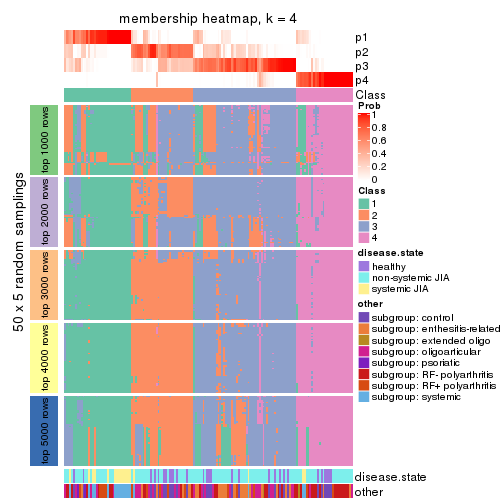 membership heatmap, k = 4
p1
p2
p3
p4
Class
50 x 5 random samplings
top 1000 rows
top 2000 rows
top 3000 rows
top 4000 rows
top 5000 rows
disease.state
other
Prob
1
0.8
0.6
0.4
0.2
0
Class
1
2
3
4
disease.state
healthy
non-systemic JIA
systemic JIA
other
subgroup: control
subgroup: enthesitis-related
subgroup: extended oligo
subgroup: oligoarticular
subgroup: psoriatic
subgroup: RF- polyarthritis
subgroup: RF+ polyarthritis
subgroup: systemic